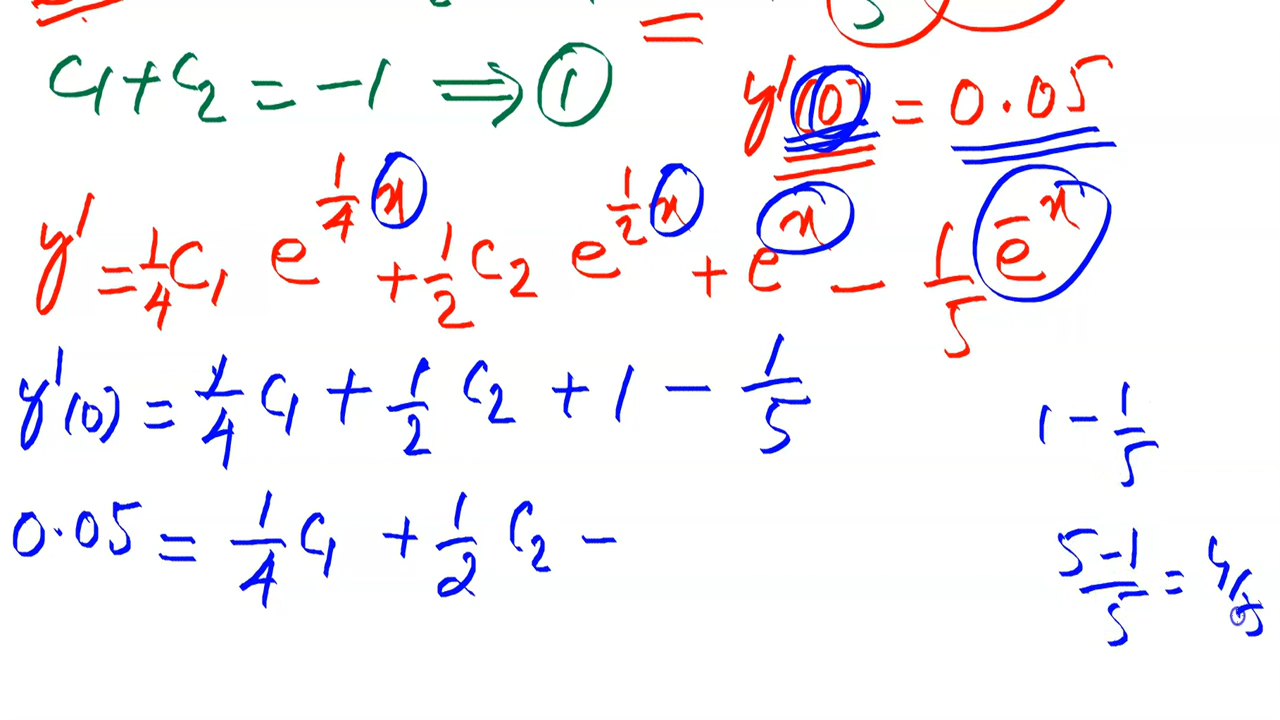 C₁ + C₂ = -1 ⟹ ①
y'(0) = 0.05
y' = 1/4 C₁ e^(1/4 x) + 1/2 C₂ e^(1/2 x) + e^x - 1/5 e^-x
y'(0) = 1/4 C₁ + 1/2 C₂ + 1 - 1/5
1 - 1/5
0.05 = 1/4 C₁ + 1/2 C₂ -
(5-1)/5 = 4/5